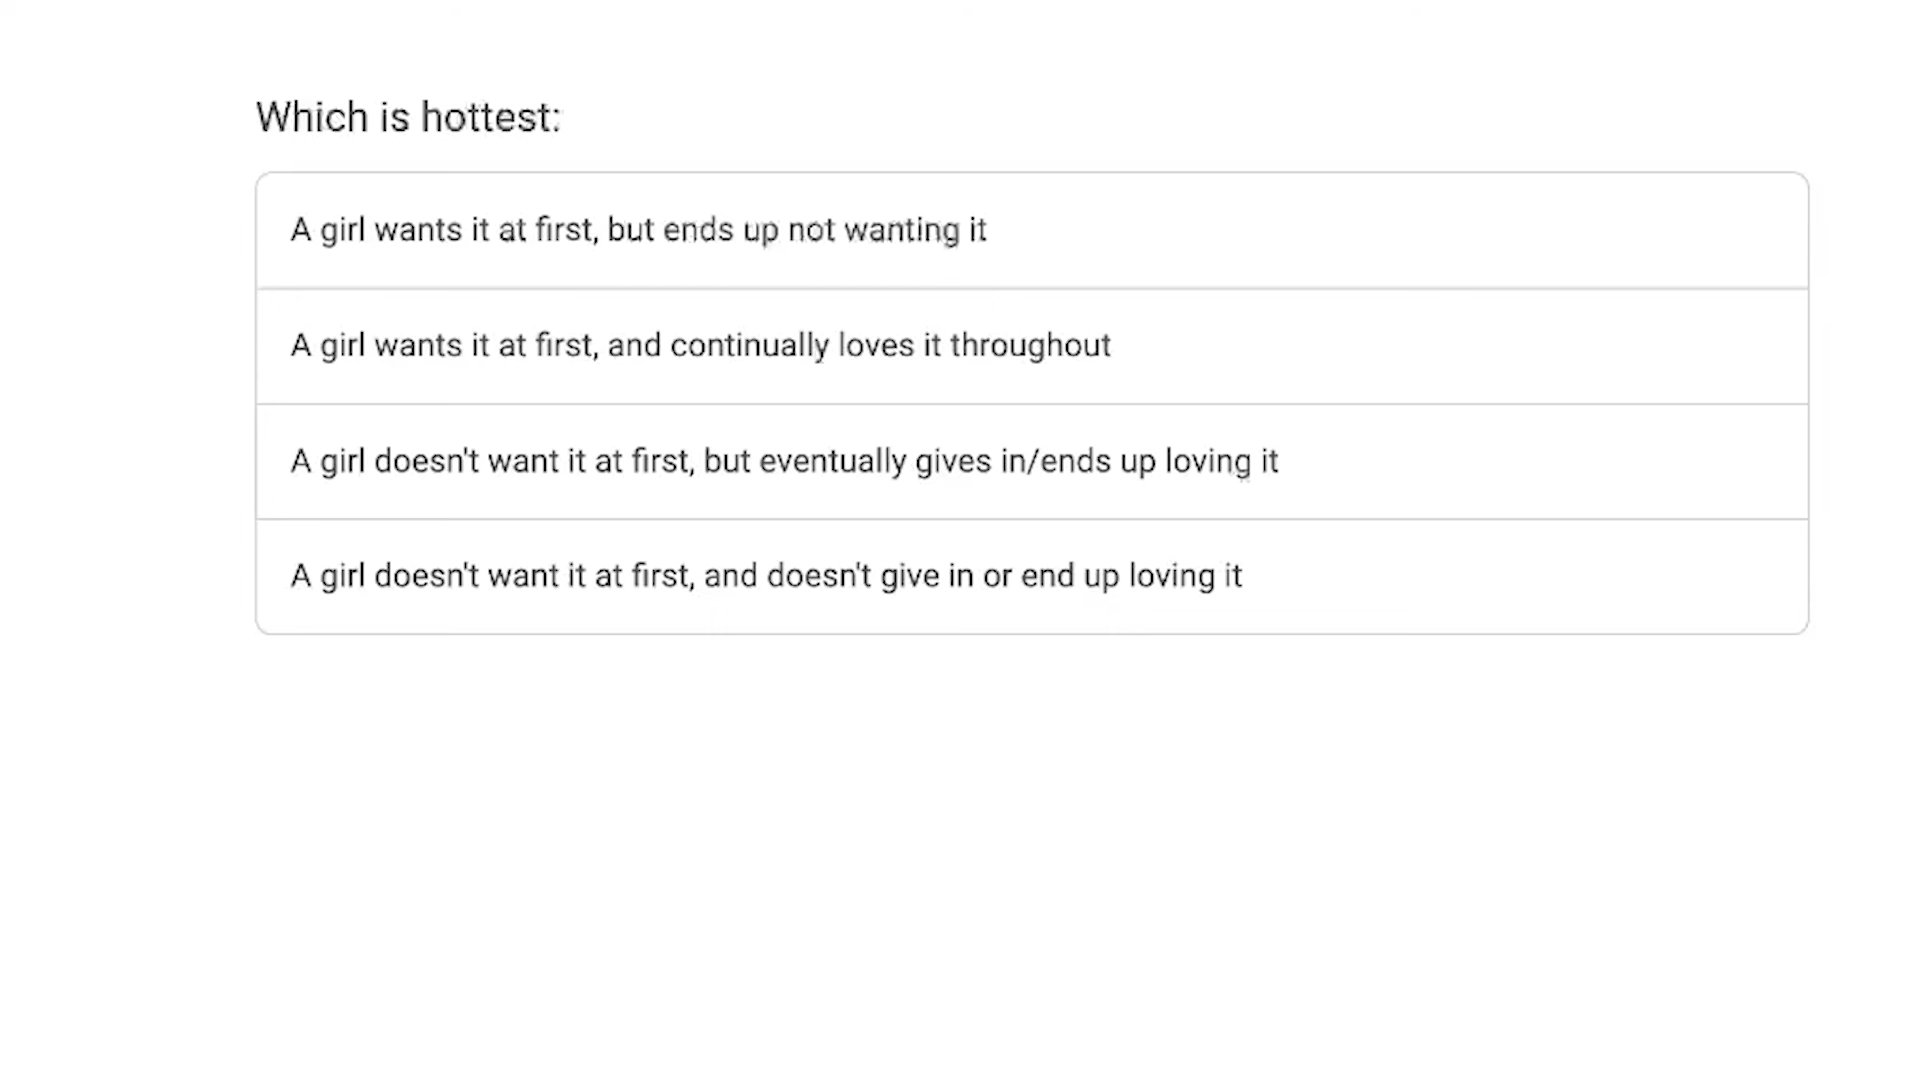 Which is hottest:
A girl wants it at first, but ends up not wanting it
A girl wants it at first, and continually loves it throughout
A girl doesn't want it at first, but eventually gives in/ends up loving it
A girl doesn't want it at first, and doesn't give in or end up loving it